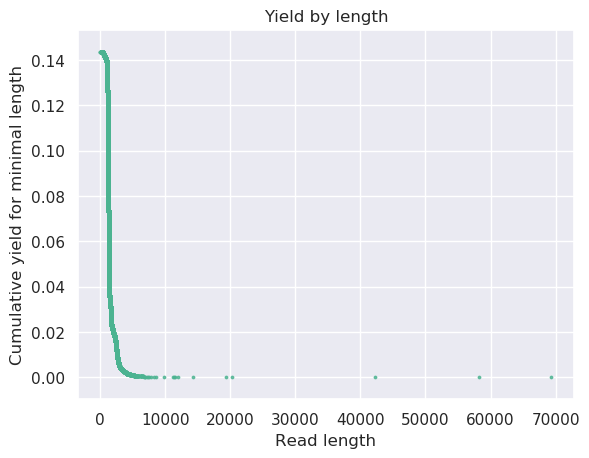 Yield by length
Cumulative yield for minimal length
0.14
0.12
0.10
0.08
0.06
0.04
0.02
0.00
0 10000 20000 30000 40000 50000 60000 70000
Read length